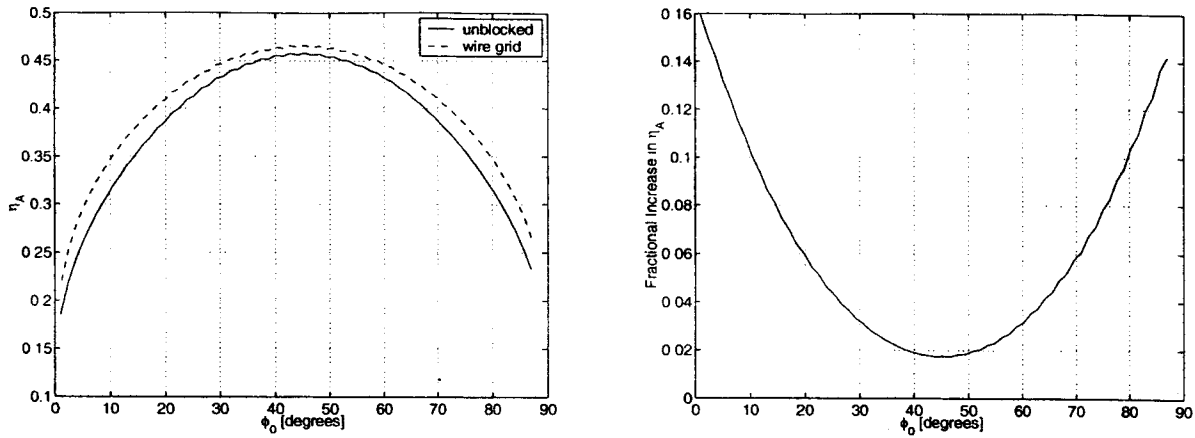 0.5
0.45
0.4
0.35
0.3
0.25
0.2
0.15
0.1
η_A
unblocked
wire grid
0 10 20 30 40 50 60 70 80 90
ϕ_0 [degrees]
0.16
0.14
0.12
0.1
0 08
0 06
0 04
0 02
0
Fractional Increase in η_A
0 10 20 30 40 50 60 70 80 90
ϕ_0 [degrees]